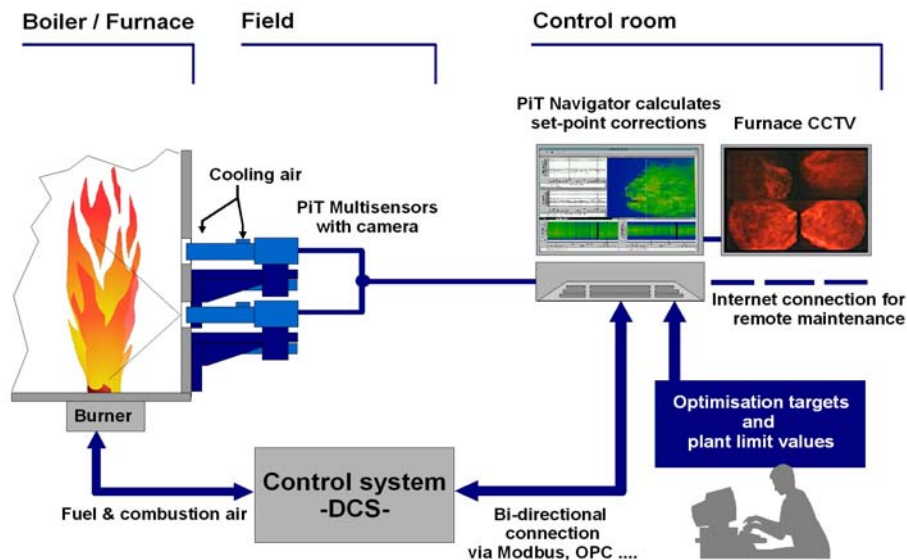 Boiler / Furnace
Field
Control room
PiT Navigator calculates
set-point corrections
Furnace CCTV
Cooling air
PiT Multisensors
with camera
Internet connection for
remote maintenance
Burner
Optimisation targets
and
plant limit values
Control system
-DCS-
Fuel & combustion air
Bi-directional
connection
via Modbus, OPC ....